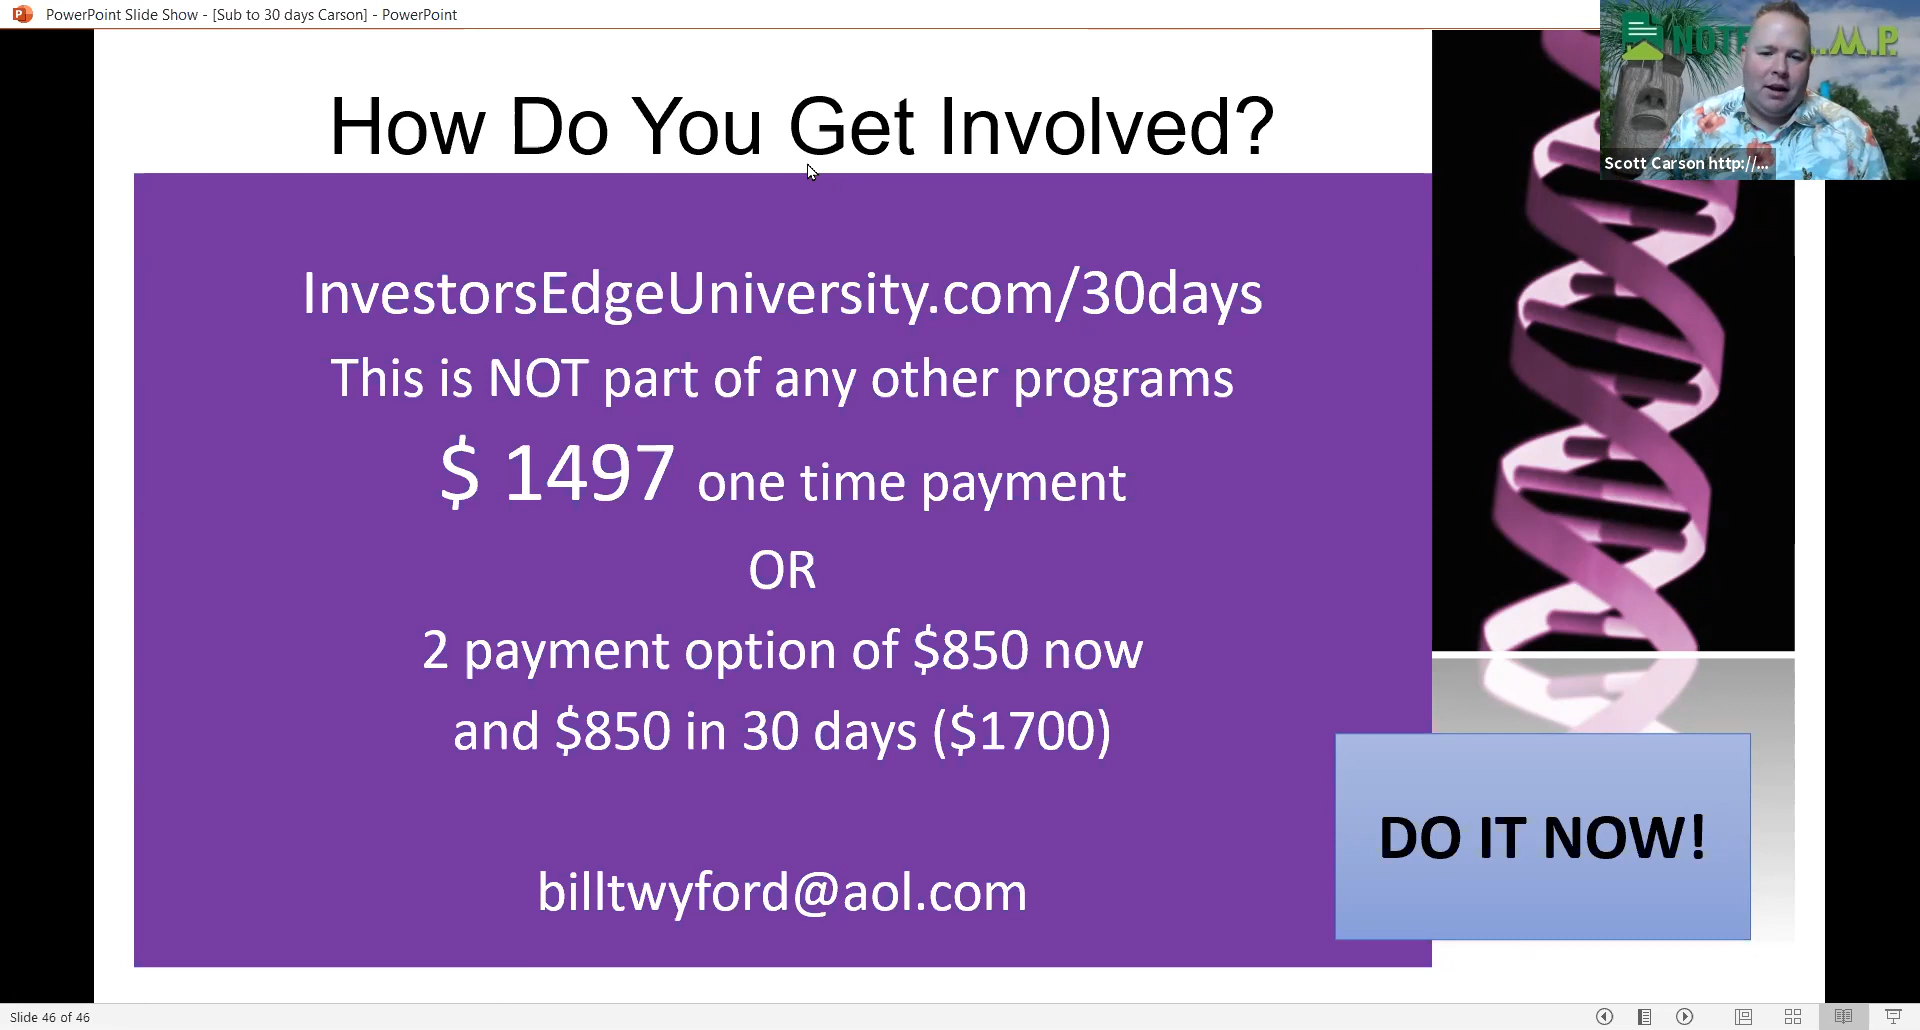 PowerPoint Slide Show - [Sub to 30 days Carson] - PowerPoint
How Do You Get Involved?
InvestorsEdgeUniversity.com/30days
This is NOT part of any other programs
$ 1497 one time payment
OR
2 payment option of $850 now
and $850 in 30 days ($1700)
billtwyford@aol.com
DO IT NOW!
Scott Carson http://...
Slide 46 of 46